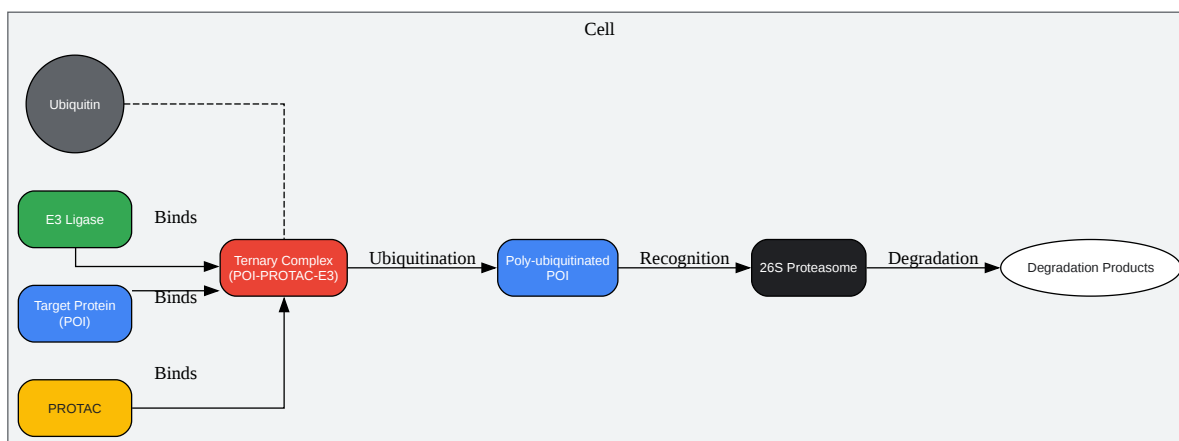 Cell
Ubiquitin
E3 Ligase
Binds
Target Protein
(POI)
Binds
PROTAC
Binds
Ternary Complex
(POI-PROTAC-E3)
Ubiquitination
Poly-ubiquitinated
POI
Recognition
26S Proteasome
Degradation
Degradation Products